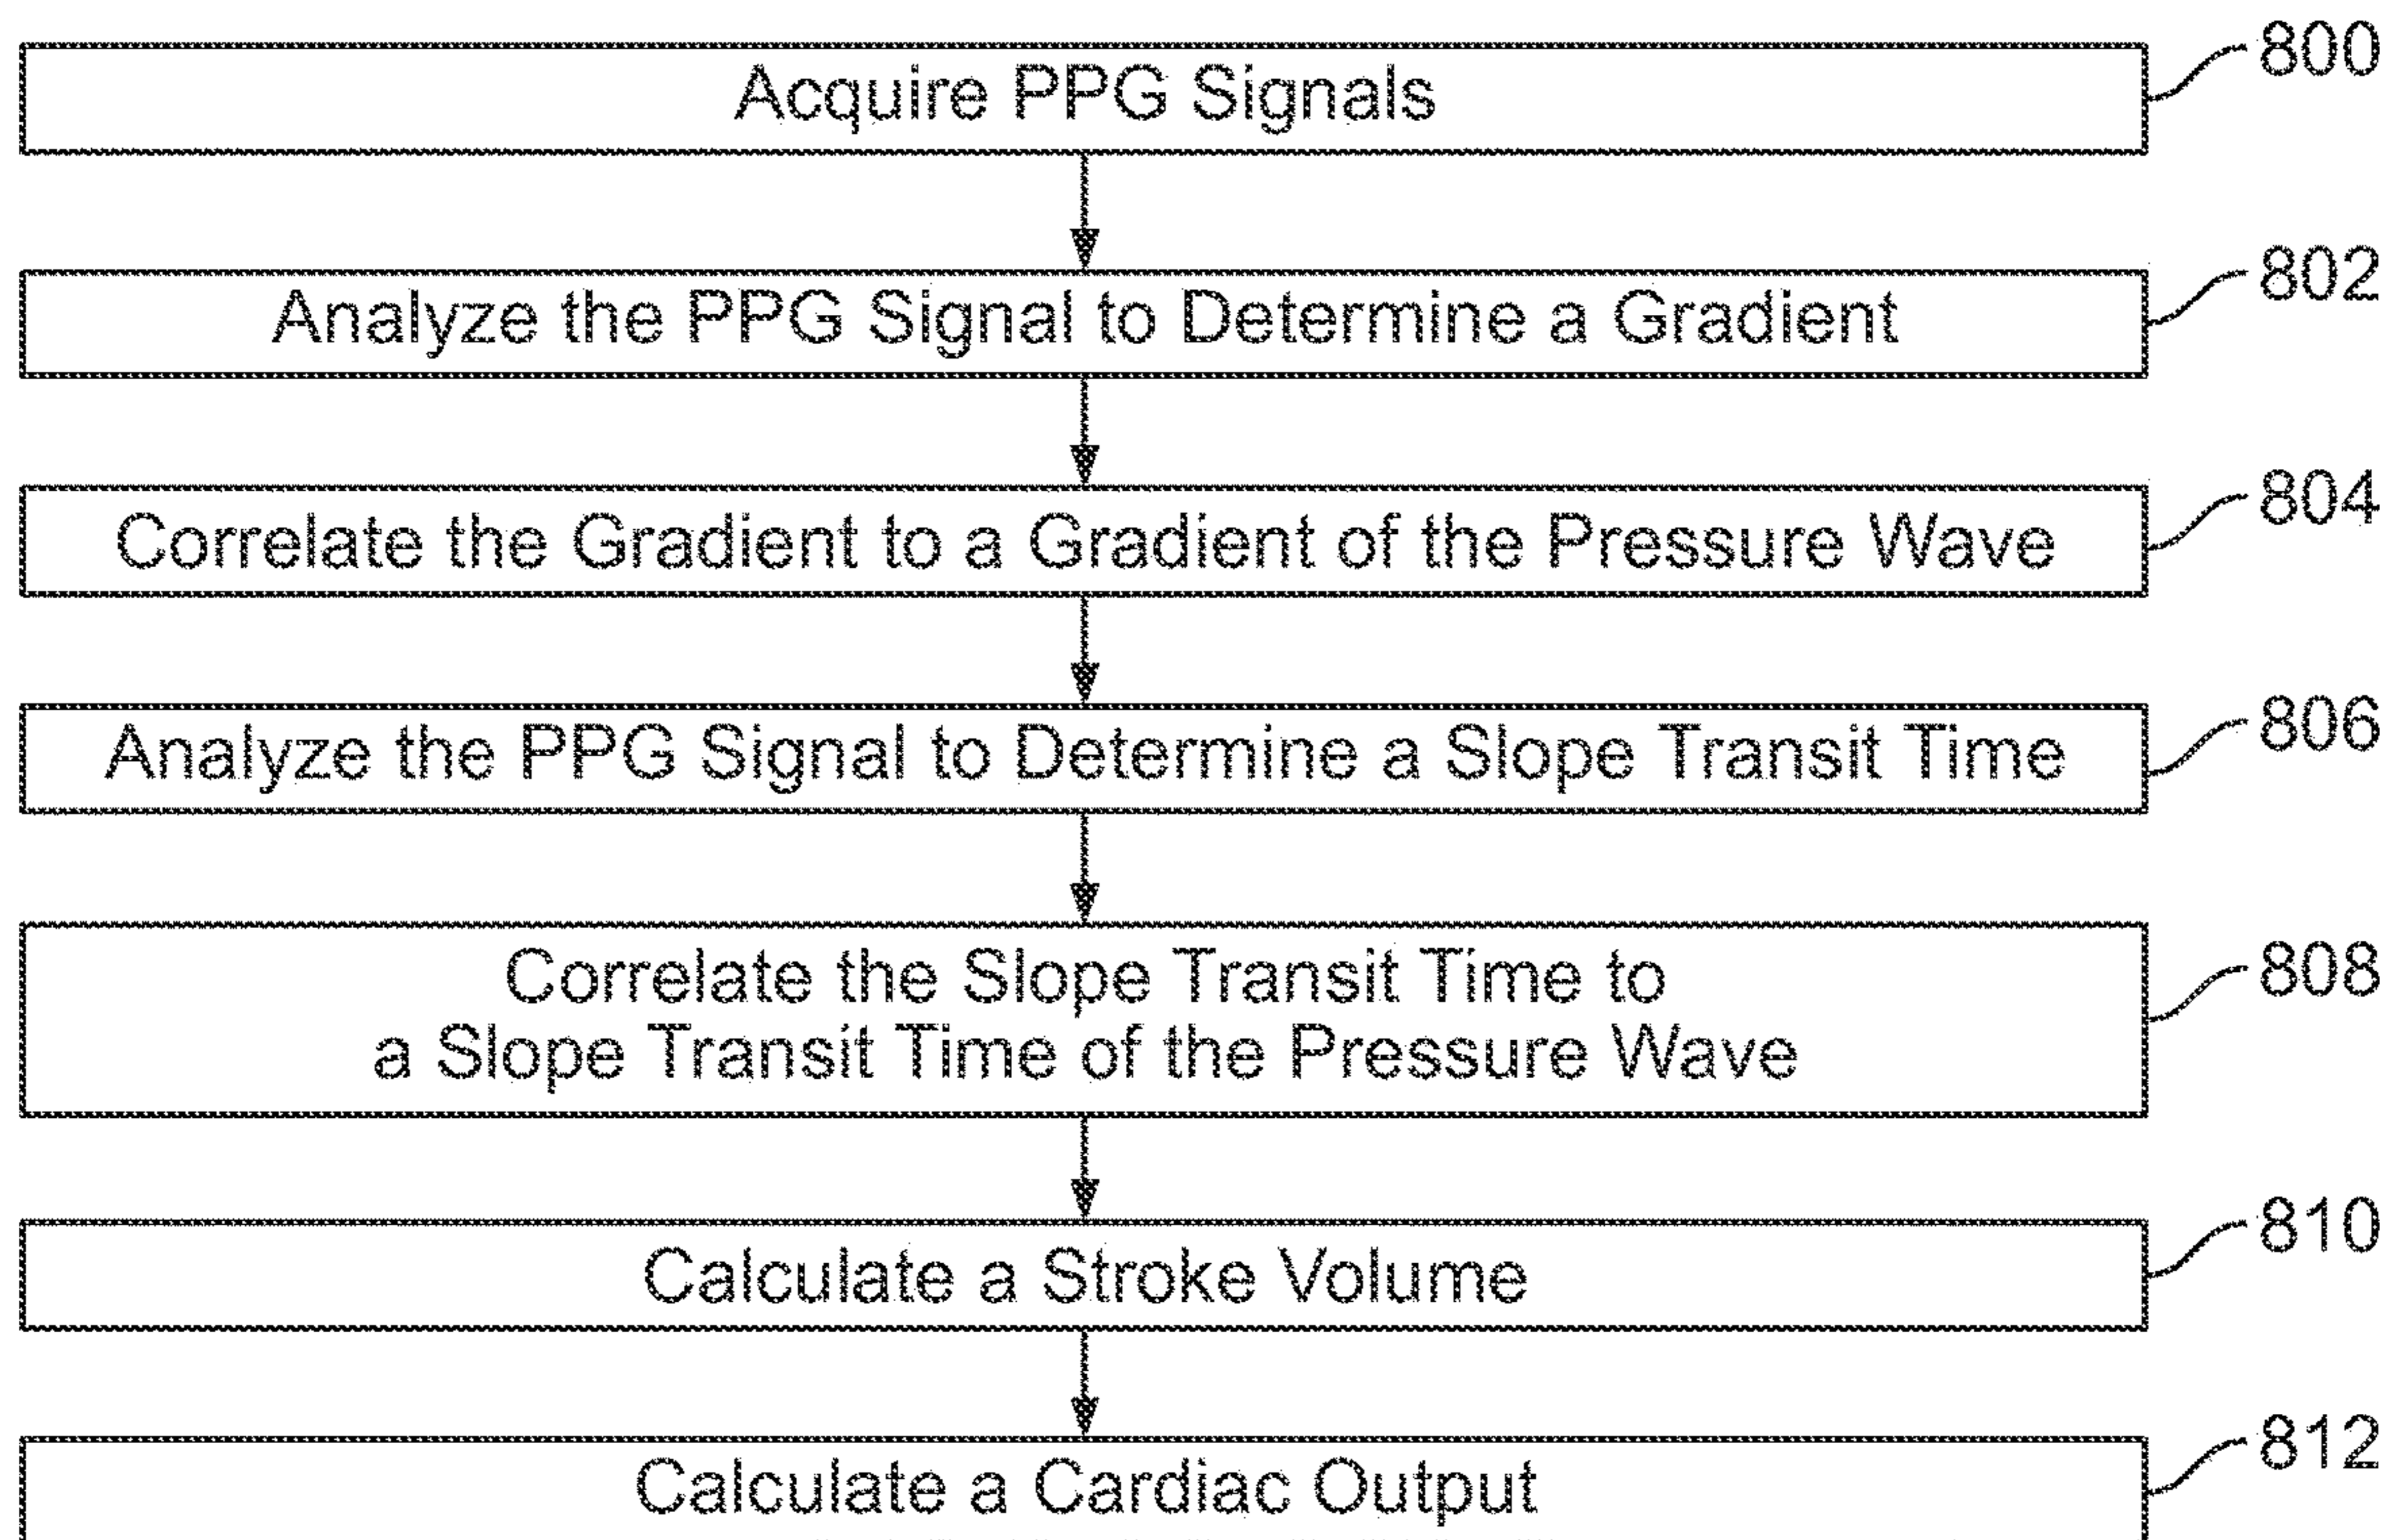 Acquire PPG Signals
800
Analyze the PPG Signal to Determine a Gradient
802
Correlate the Gradient to a Gradient of the Pressure Wave
804
Analyze the PPG Signal to Determine a Slope Transit Time
806
Correlate the Slope Transit Time to
a Slope Transit Time of the Pressure Wave
808
Calculate a Stroke Volume
810
Calculate a Cardiac Output
812